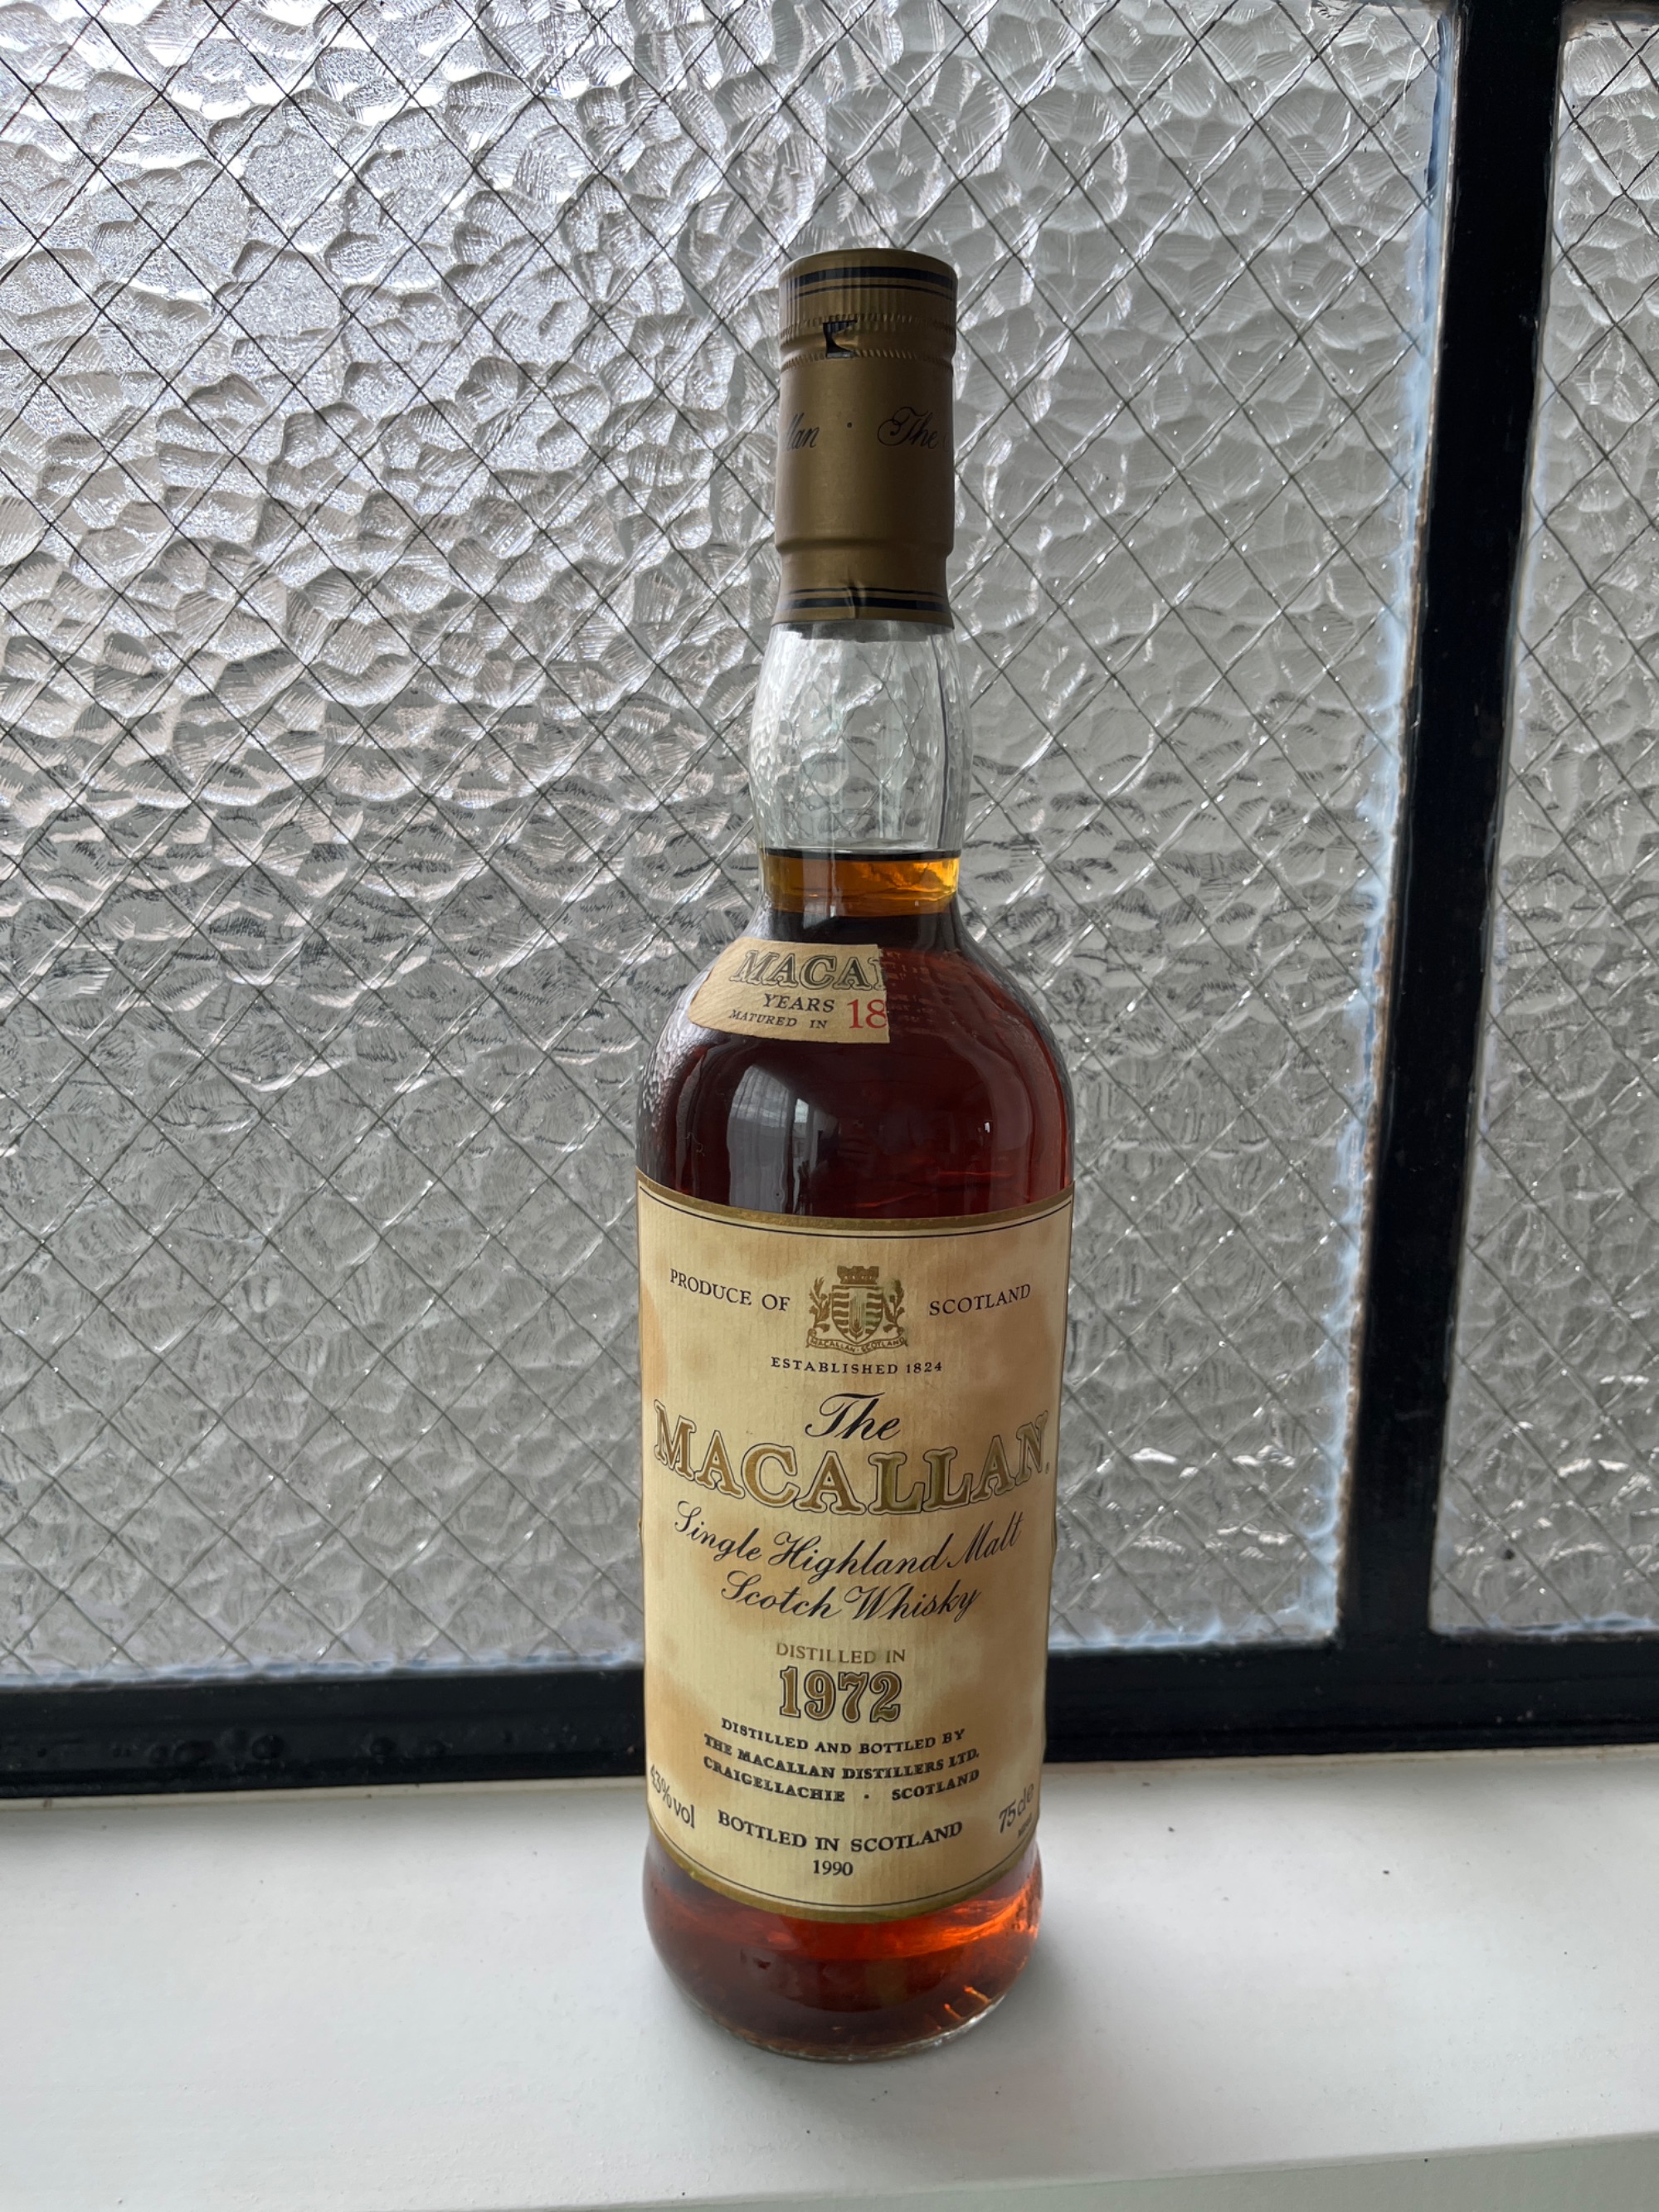 The
MACA
YEARS 18
MATURED IN
PRODUCE OF SCOTLAND
MACALLAN · SCOTLAND
ESTABLISHED 1824
The
MACALLAN
Single Highland Malt
Scotch Whisky
DISTILLED IN
1972
DISTILLED AND BOTTLED BY
THE MACALLAN DISTILLERS LTD.
CRAIGELLACHIE · SCOTLAND
43%vol 75cl e
BOTTLED IN SCOTLAND
1990